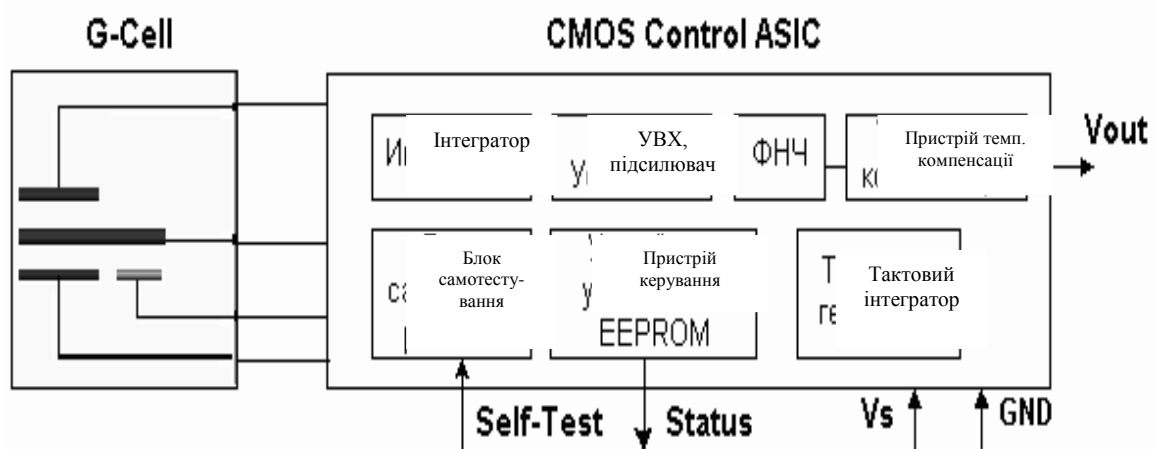 G-Cell
CMOS Control ASIC
Інтегратор
УВХ,
підсилювач
ФНЧ
Пристрій темп.
компенсації
Vout
Блок
самотесту-
вання
Пристрій
керування
EEPROM
Тактовий
інтегратор
Self-Test
Status
Vs
GND